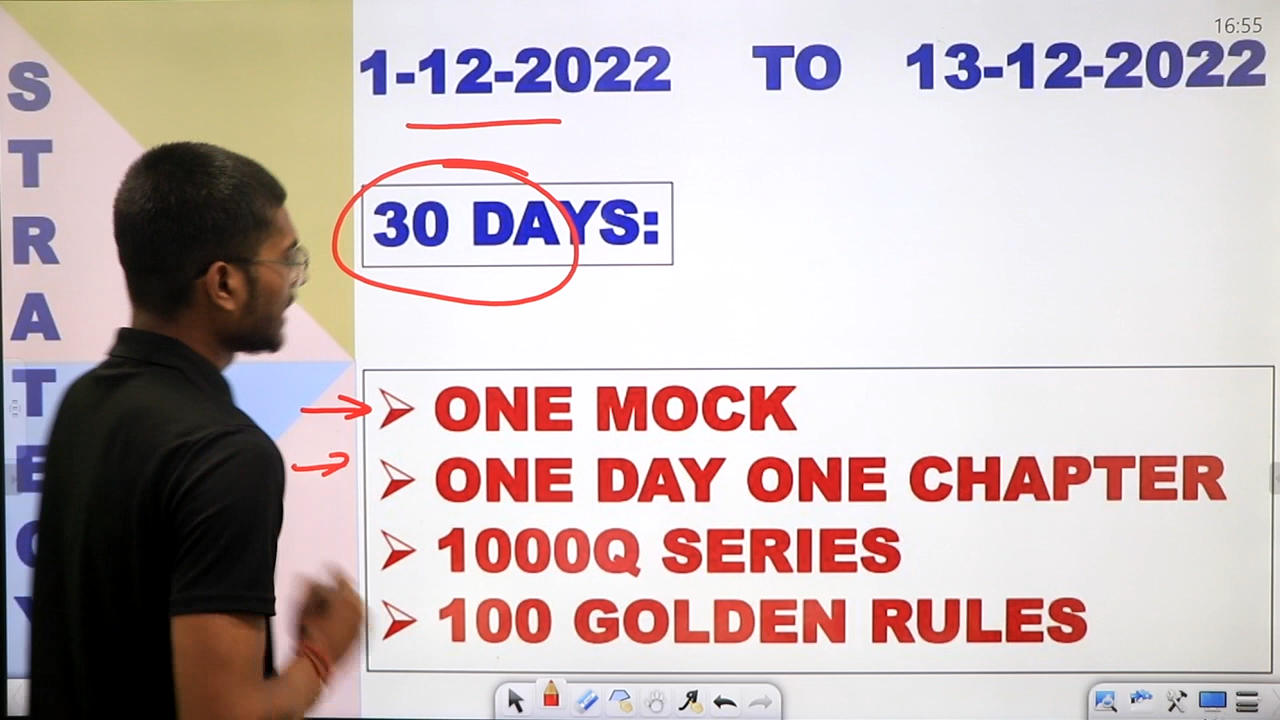 16:55
1-12-2022 TO 13-12-2022
30 DAYS:
ONE MOCK
ONE DAY ONE CHAPTER
1000Q SERIES
100 GOLDEN RULES
S
T
R
A
T
E
G
Y